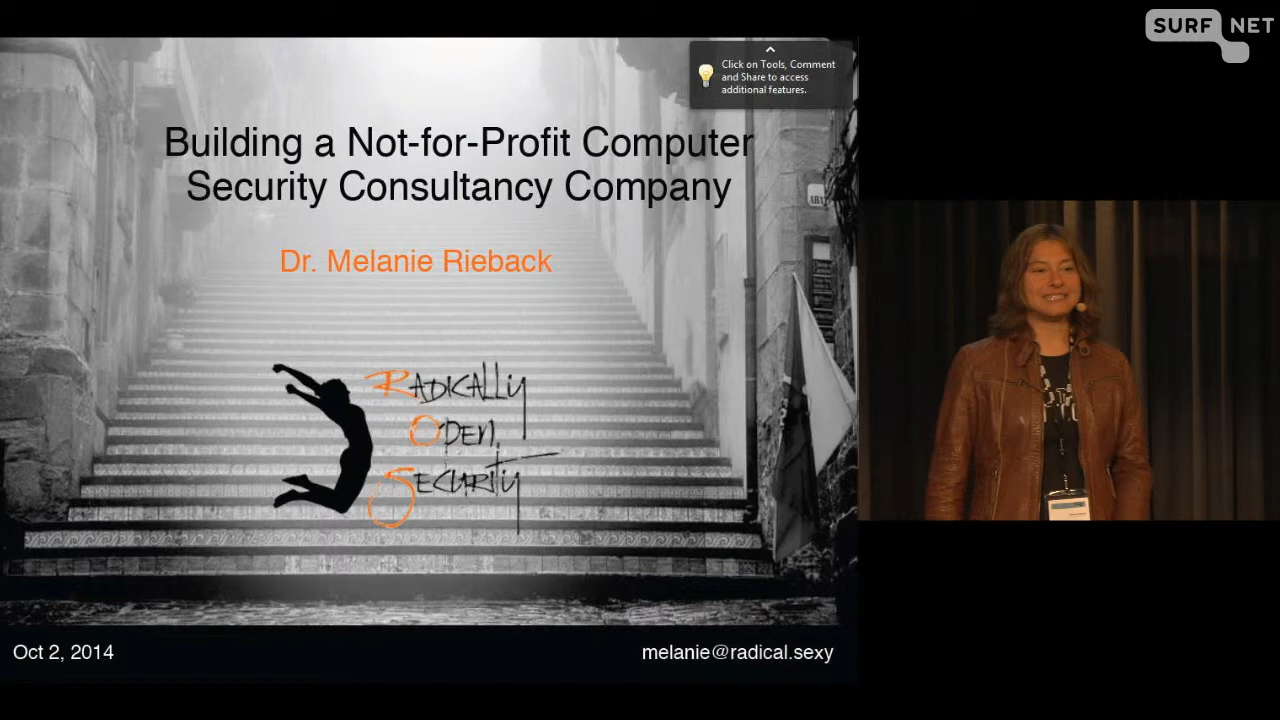 SURF NET
Click on Tools, Comment
and Share to access
additional features.
Building a Not-for-Profit Computer
Security Consultancy Company
Dr. Melanie Rieback
RADICALLY
OPEN
SECURITY
Oct 2, 2014
melanie@radical.sexy